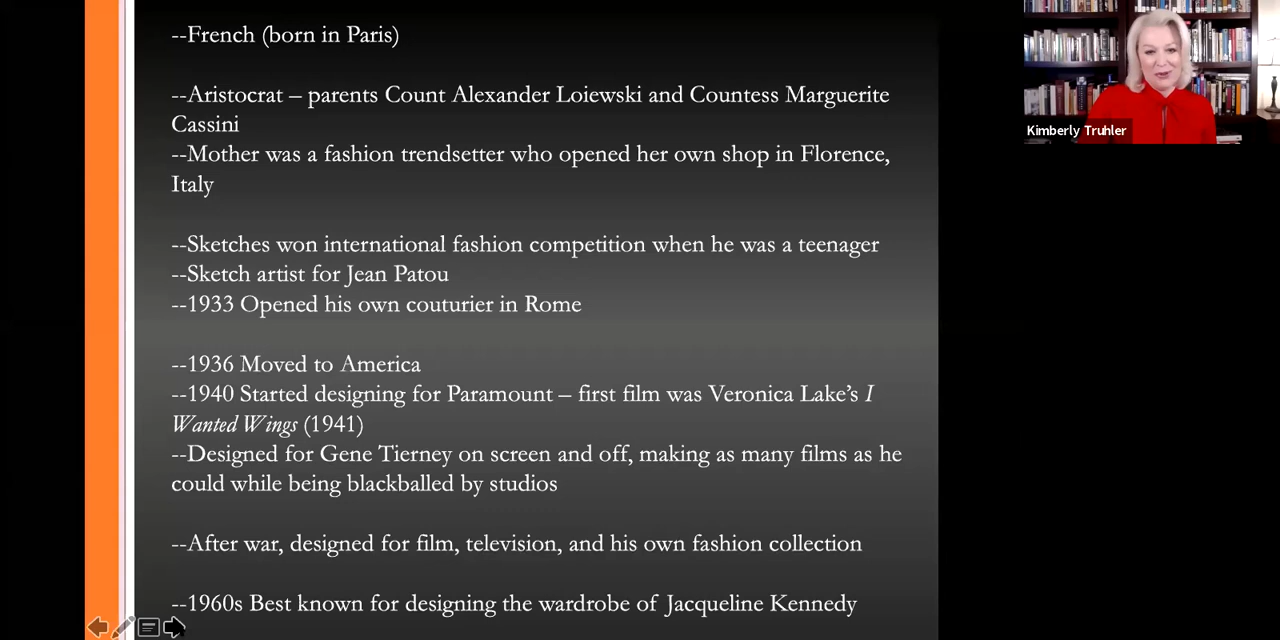 --French (born in Paris)
--Aristocrat – parents Count Alexander Loiewski and Countess Marguerite
Cassini
--Mother was a fashion trendsetter who opened her own shop in Florence,
Italy
--Sketches won international fashion competition when he was a teenager
--Sketch artist for Jean Patou
--1933 Opened his own couturier in Rome
--1936 Moved to America
--1940 Started designing for Paramount – first film was Veronica Lake’s I
Wanted Wings (1941)
--Designed for Gene Tierney on screen and off, making as many films as he
could while being blackballed by studios
--After war, designed for film, television, and his own fashion collection
--1960s Best known for designing the wardrobe of Jacqueline Kennedy
Kimberly Truhler